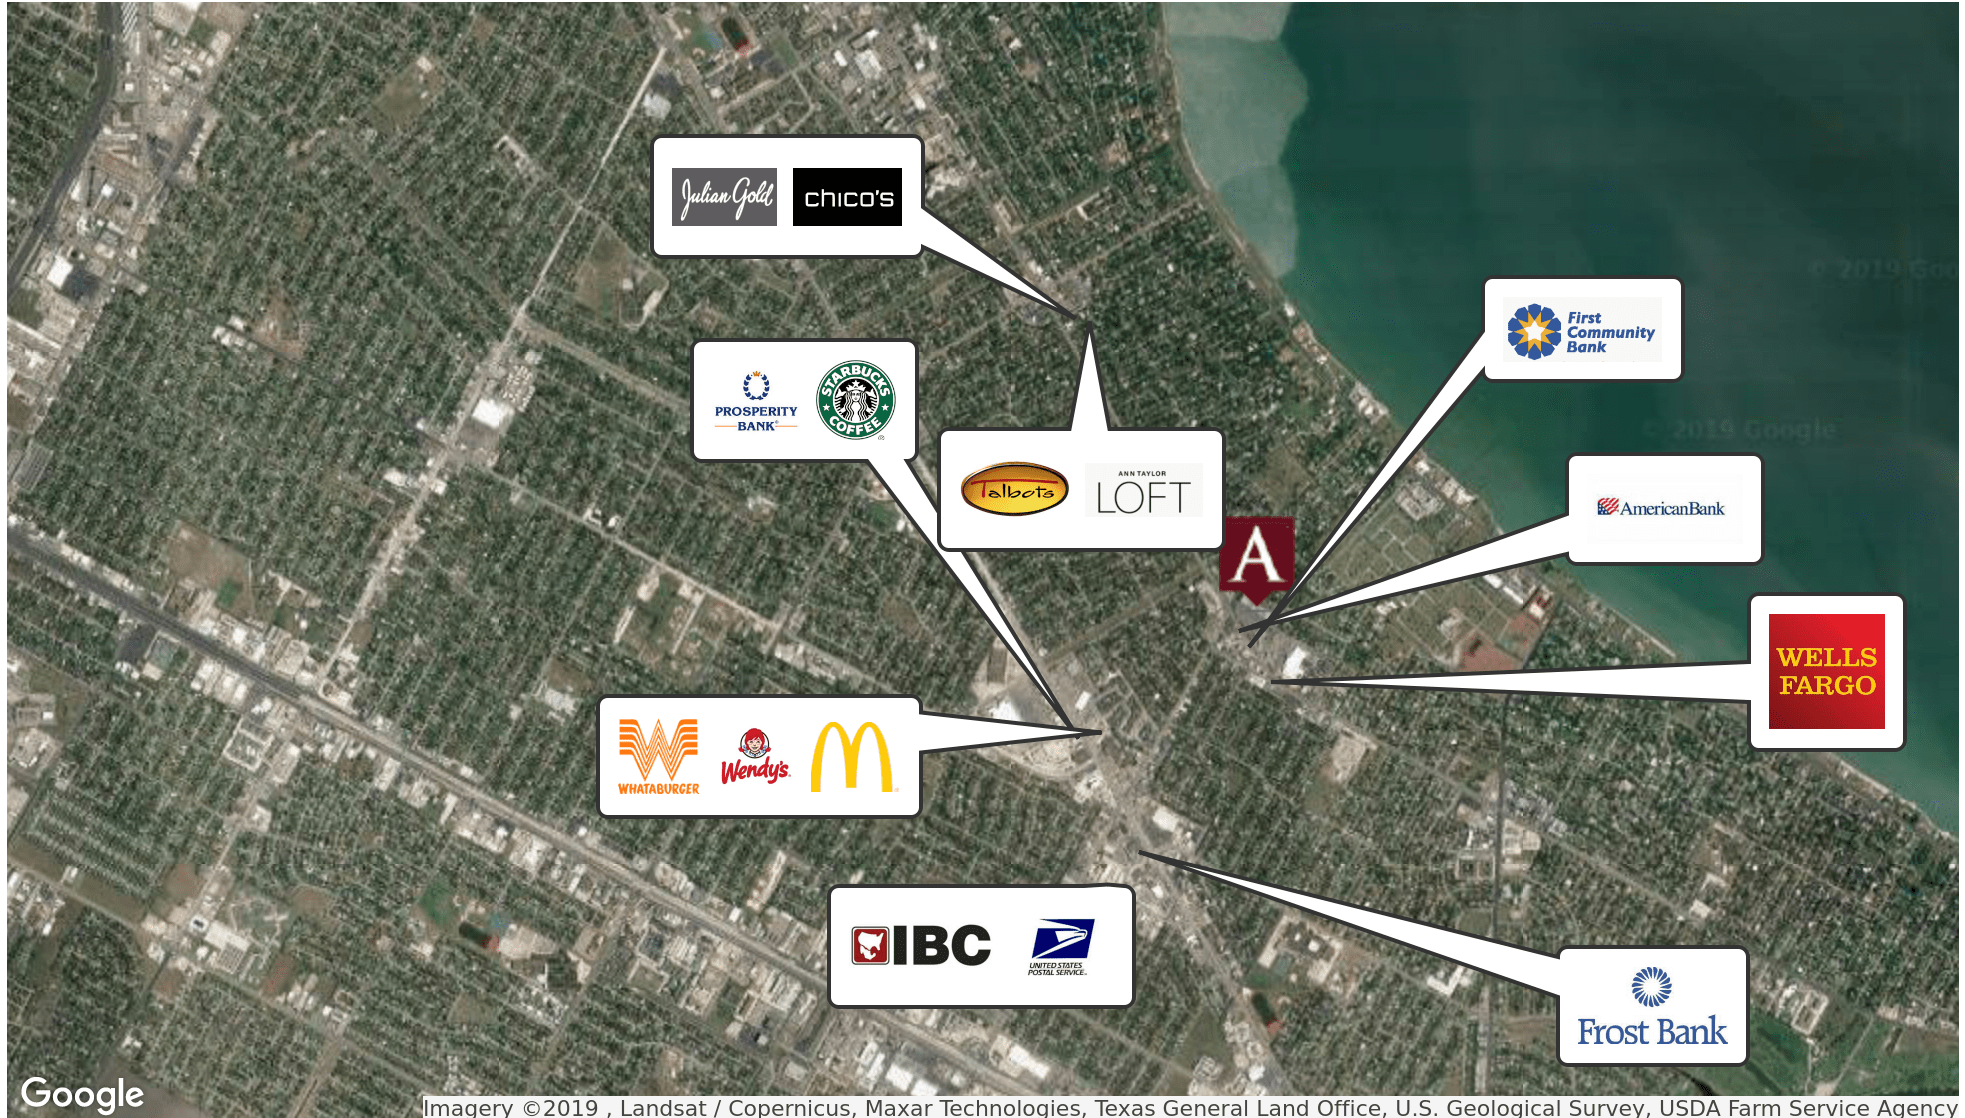 Julian Gold
chico's
© 2019 Goo
First
Community
Bank
PROSPERITY
BANK
STARBUCKS
COFFEE
© 2019 Google
Talbots
ANN TAYLOR
LOFT
AmericanBank
A
WELLS
FARGO
WHATABURGER
Wendy's
IBC
UNITED STATES
POSTAL SERVICE
Frost Bank
Google
Imagery ©2019 , Landsat / Copernicus, Maxar Technologies, Texas General Land Office, U.S. Geological Survey, USDA Farm Service Agency